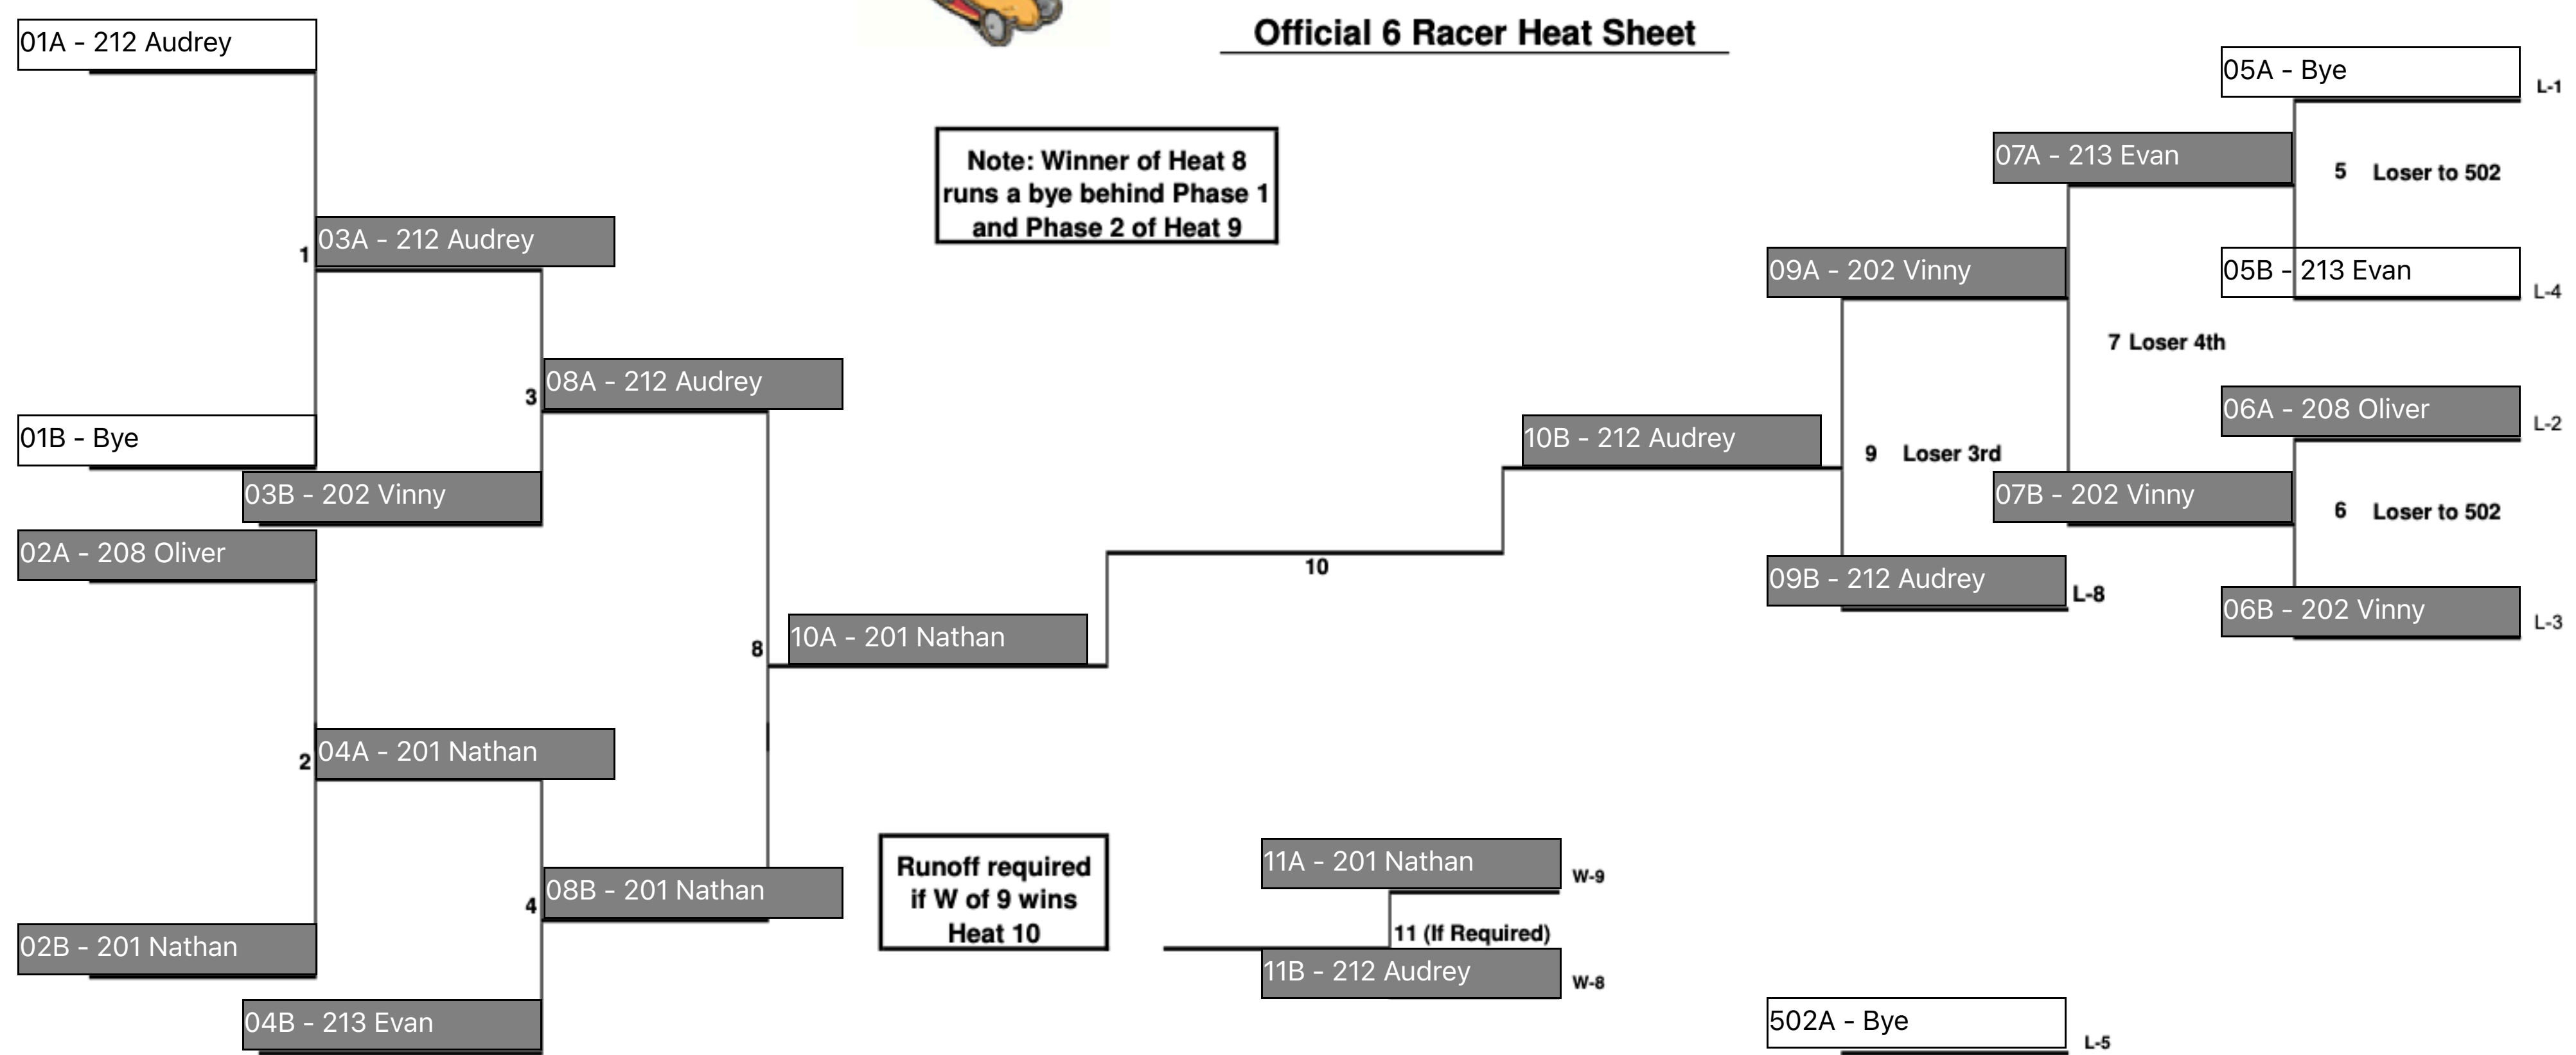 Official 6 Racer Heat Sheet
01A - 212 Audrey
05A - Bye
L-1
Note: Winner of Heat 8
runs a bye behind Phase 1
and Phase 2 of Heat 9
07A - 213 Evan
5 Loser to 502
03A - 212 Audrey
1
09A - 202 Vinny
05B - 213 Evan
L-4
7 Loser 4th
08A - 212 Audrey
3
06A - 208 Oliver
L-2
01B - Bye
10B - 212 Audrey
9 Loser 3rd
03B - 202 Vinny
07B - 202 Vinny
6 Loser to 502
02A - 208 Oliver
10
09B - 212 Audrey
L-8
06B - 202 Vinny
L-3
10A - 201 Nathan
8
04A - 201 Nathan
2
Runoff required
if W of 9 wins
Heat 10
11A - 201 Nathan
W-9
08B - 201 Nathan
4
11 (If Required)
02B - 201 Nathan
11B - 212 Audrey
W-8
04B - 213 Evan
502A - Bye
L-5